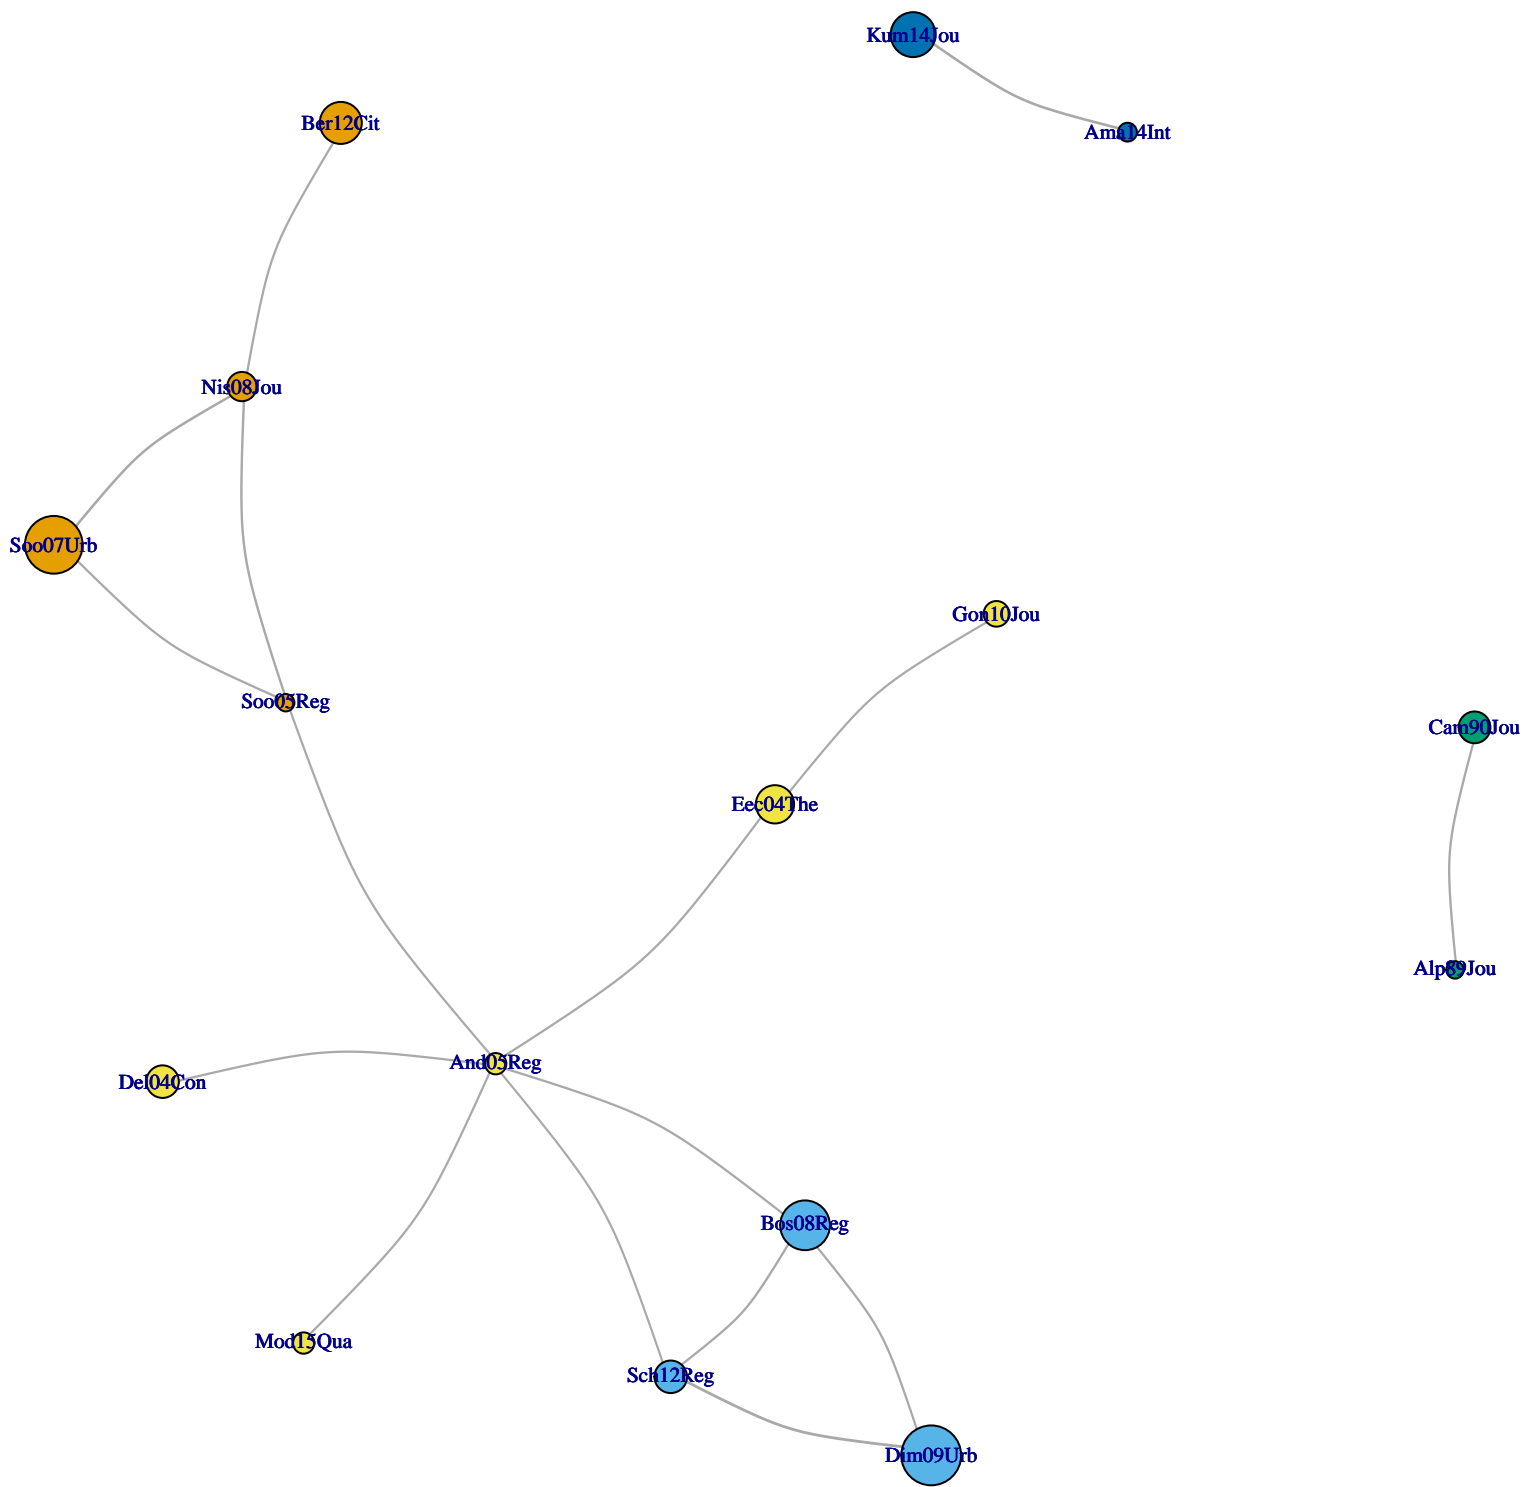 Kum14Jou
Ber12Cit
Ama14Int
Nis08Jou
Soo07Urb
Gon10Jou
Soo05Reg
Cam90Jou
Eec04The
Alp89Jou
And05Reg
Del04Con
Bos08Reg
Mod15Qua
Sch12Reg
Dim09Urb